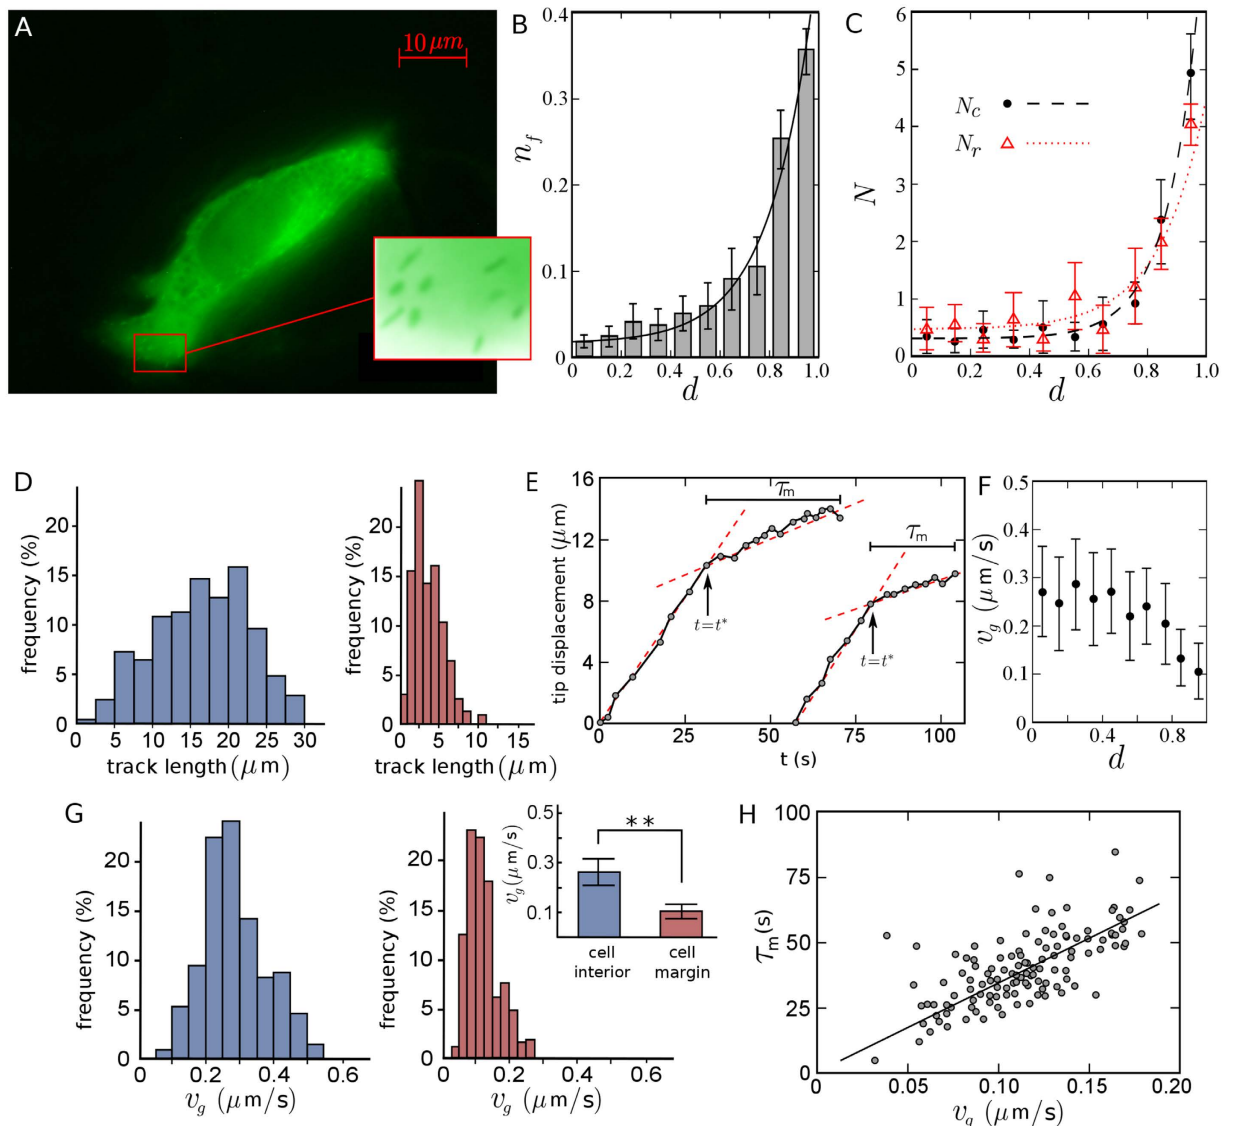 A
10 μm
B
n_f
0.4
0.3
0.2
0.1
0
0 0.2 0.4 0.6 0.8 1.0
d
C
N
6
5
4
3
2
1
0
N_c
N_r
0 0.2 0.4 0.6 0.8 1.0
d
D
frequency (%)
20
15
10
5
0
0 5 10 15 20 25 30
track length (μm)
frequency (%)
20
15
10
5
0
0 5 10 15
track length (μm)
E
tip displacement (μm)
16
12
8
4
0
τ_m
τ_m
t=t*
t=t*
0 25 50 75 100
t (s)
F
v_g (μm/s)
0.5
0.4
0.3
0.2
0.1
0
0 0.4 0.8
d
G
frequency (%)
20
15
10
5
0
0 0.2 0.4 0.6
v_g (μm/s)
frequency (%)
20
15
10
5
0
0 0.2 0.4 0.6
v_g (μm/s)
v_g (μm/s)
0.5
0.3
0.1
**
cell interior
cell margin
H
τ_m (s)
100
75
50
25
0
0 0.05 0.10 0.15 0.20
v_g (μm/s)